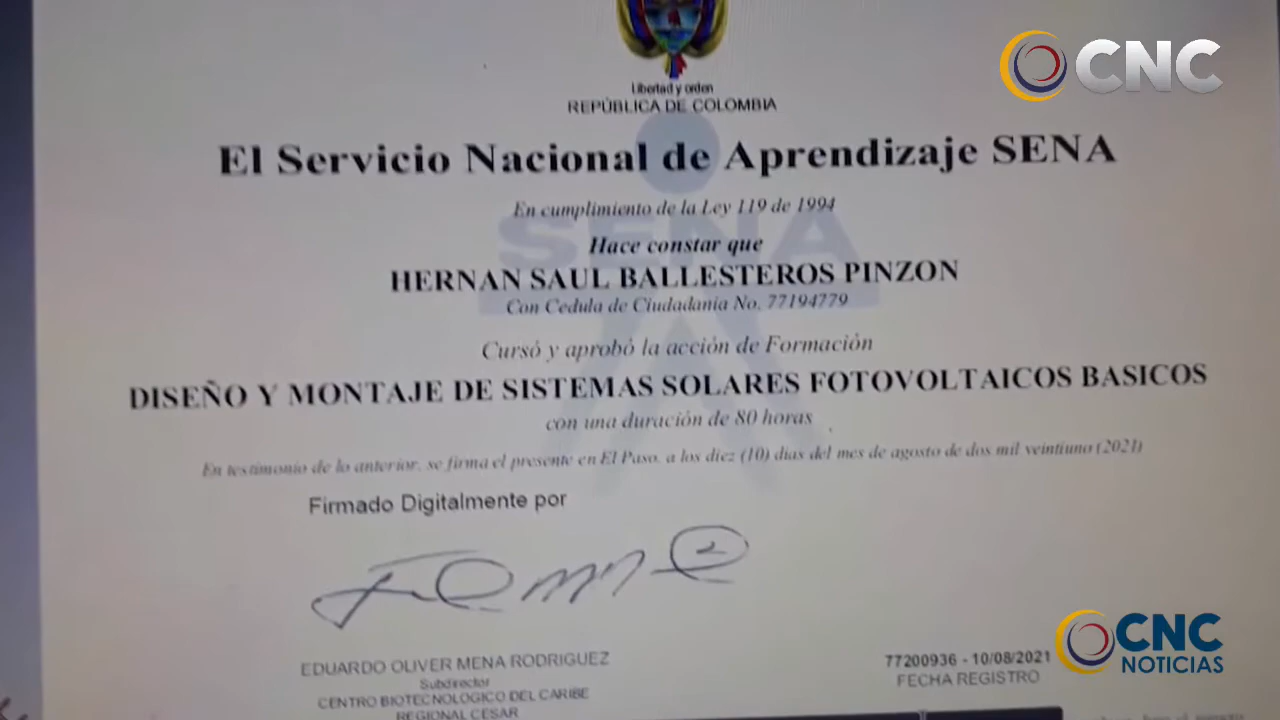 CNC
Libertad y orden
REPÚBLICA DE COLOMBIA
El Servicio Nacional de Aprendizaje SENA
SENA
En cumplimiento de la Ley 119 de 1994
Hace constar que
HERNAN SAUL BALLESTEROS PINZON
Con Cedula de Ciudadania No. 77194779
Cursó y aprobó la acción de Formación
DISEÑO Y MONTAJE DE SISTEMAS SOLARES FOTOVOLTAICOS BASICOS
con una duración de 80 horas
En testimonio de lo anterior, se firma el presente en El Paso, a los diez (10) dias del mes de agosto de dos mil veintiuno (2021)
Firmado Digitalmente por
EDUARDO OLIVER MENA RODRIGUEZ
Subdirector
CENTRO BIOTECNOLOGICO DEL CARIBE
REGIONAL CESAR
77200936 - 10/08/2021
FECHA REGISTRO
CNC
NOTICIAS